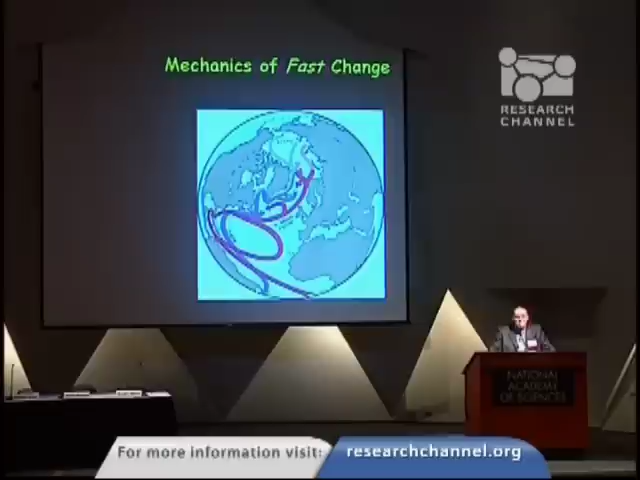 Mechanics of Fast Change
RESEARCH
CHANNEL
NATIONAL
ACADEMY
OF SCIENCES
For more information visit:
researchchannel.org